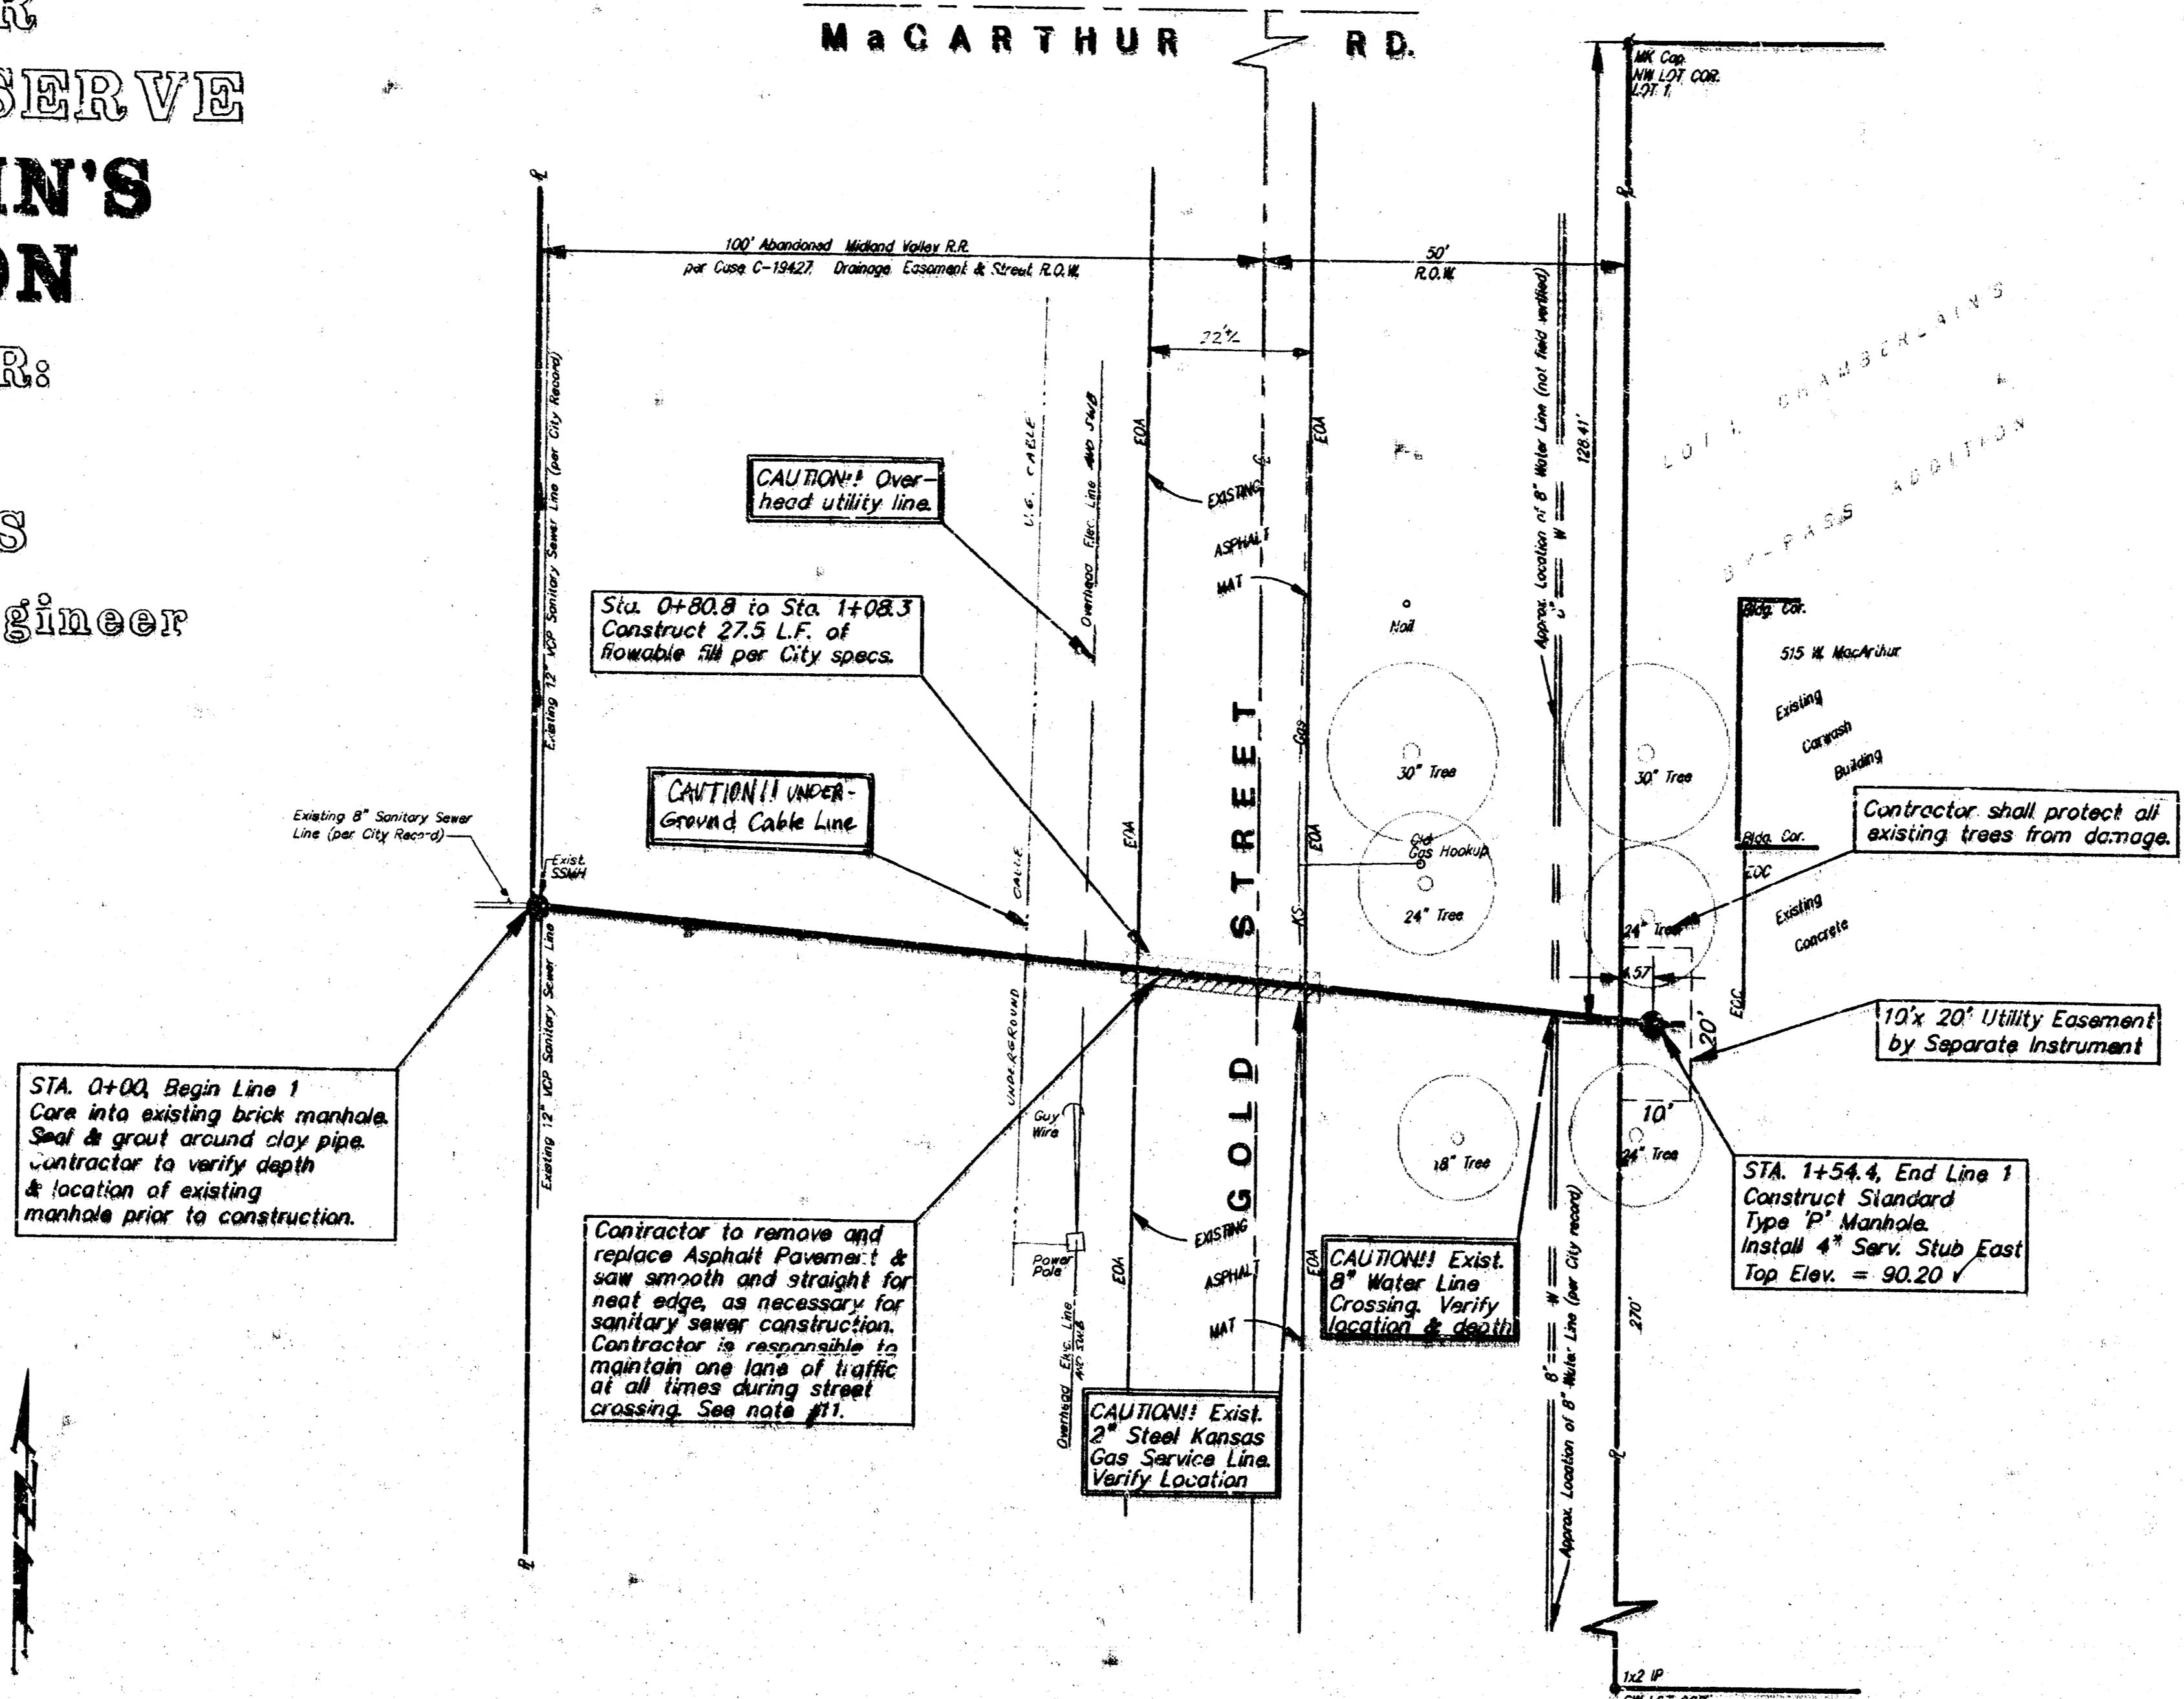 SERVE
IN'S
ON
R:
S
gineer
MaCARTHUR RD.
MK Cap
NW LOT COR.
LOT 1
100' Abandoned Midland Valley R.R.
per Case C-19427. Drainage Easement & Street R.O.W.
50'
R.O.W.
22'+/-
128.41'
LOT 1, CHAMBERLAIN'S
BY-PASS ADDITION
Existing 12" VCP Sanitary Sewer Line (per City Record)
U.G. CABLE
Overhead Elec. Line AND SWB
EOA
EOA
Approx. Location of 8" Water Line (not field verified)
W
CAUTION!! Over-
head utility line.
EXISTING
ASPHALT
MAT
Sta. 0+80.8 to Sta. 1+08.3
Construct 27.5 L.F. of
flowable fill per City specs.
Nail
Bldg. Cor.
515 W. MacArthur
Existing
Carwash
Building
CAUTION!! UNDER-
Ground Cable Line
Gas
30" Tree
30" Tree
Existing 8" Sanitary Sewer
Line (per City Record)
Exist.
SSMH
EOA
EOA
Old
Gas Hookup
24" Tree
KS
Bldg. Cor.
EOC
Contractor shall protect all
existing trees from damage.
24" Tree
Existing
Concrete
EOC
GOLD STREET
4.57'
20'
10'
10'x 20' Utility Easement
by Separate Instrument
STA. 0+00, Begin Line 1
Core into existing brick manhole.
Seal & grout around clay pipe.
Contractor to verify depth
& location of existing
manhole prior to construction.
Existing 12" VCP Sanitary Sewer Line
UNDERGROUND CABLE
Guy
Wire
Power
Pole
18" Tree
24" Tree
STA. 1+54.4, End Line 1
Construct Standard
Type 'P' Manhole.
Install 4" Serv. Stub East
Top Elev. = 90.20 ✓
Contractor to remove and
replace Asphalt Pavement &
saw smooth and straight for
neat edge, as necessary for
sanitary sewer construction.
Contractor is responsible to
maintain one lane of traffic
at all times during street
crossing. See note #11.
EOA
EXISTING
ASPHALT
MAT
EOA
CAUTION!! Exist.
8" Water Line
Crossing. Verify
location & depth
Overhead Elec. Line
AND SWB
CAUTION!! Exist.
2" Steel Kansas
Gas Service Line.
Verify Location
8" W
Approx. Location of 8" Water Line (per City record)
270'
1x2 IP